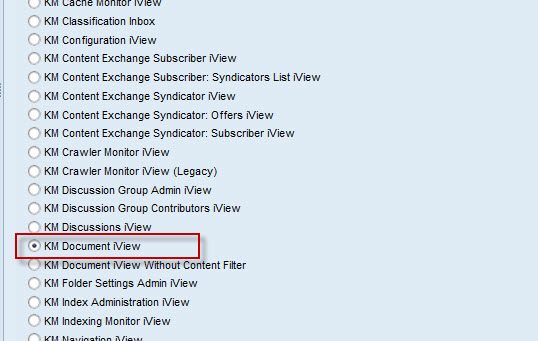 KM Cache Monitor iView
KM Classification Inbox
KM Configuration iView
KM Content Exchange Subscriber iView
KM Content Exchange Subscriber: Syndicators List iView
KM Content Exchange Syndicator iView
KM Content Exchange Syndicator: Offers iView
KM Content Exchange Syndicator: Subscriber iView
KM Crawler Monitor iView
KM Crawler Monitor iView (Legacy)
KM Discussion Group Admin iView
KM Discussion Group Contributors iView
KM Discussions iView
KM Document iView
KM Document iView Without Content Filter
KM Folder Settings Admin iView
KM Index Administration iView
KM Indexing Monitor iView
KM Navigation iView